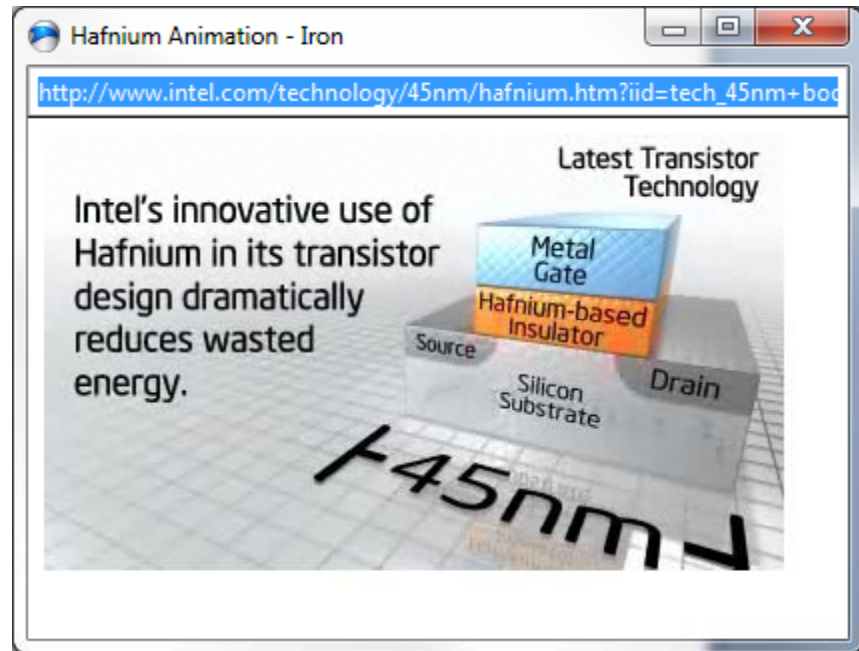 Hafnium Animation - Iron
http://www.intel.com/technology/45nm/hafnium.htm?iid=tech_45nm+bod
Latest Transistor
Technology
Intel's innovative use of
Hafnium in its transistor
design dramatically
reduces wasted
energy.
Metal
Gate
Hafnium-based
Insulator
Source
Drain
Silicon
Substrate
45nm